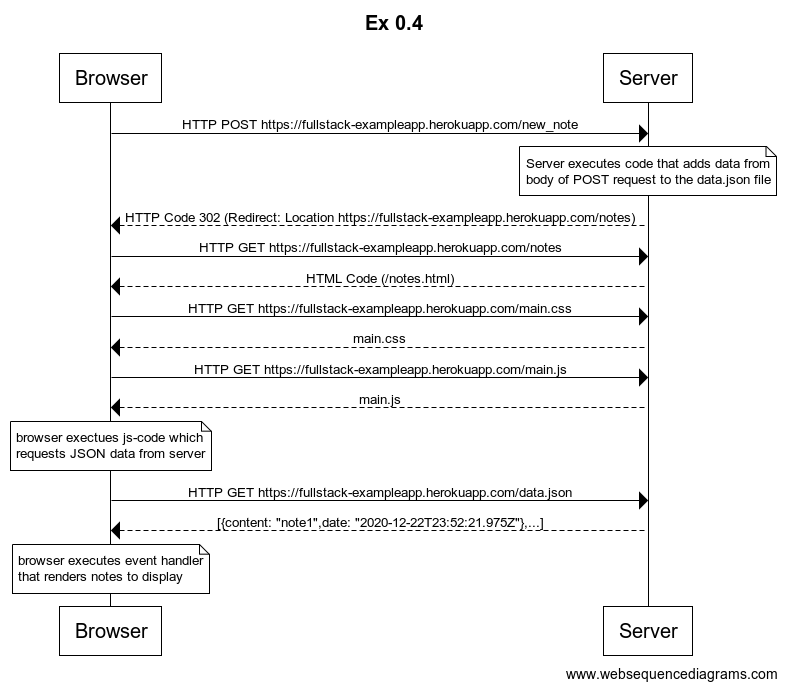 Ex 0.4
Browser
Server
HTTP POST https://fullstack-exampleapp.herokuapp.com/new_note
Server executes code that adds data from
body of POST request to the data.json file
HTTP Code 302 (Redirect: Location https://fullstack-exampleapp.herokuapp.com/notes)
HTTP GET https://fullstack-exampleapp.herokuapp.com/notes
HTML Code (/notes.html)
HTTP GET https://fullstack-exampleapp.herokuapp.com/main.css
main.css
HTTP GET https://fullstack-exampleapp.herokuapp.com/main.js
main.js
browser exectues js-code which
requests JSON data from server
HTTP GET https://fullstack-exampleapp.herokuapp.com/data.json
[{content: "note1",date: "2020-12-22T23:52:21.975Z"},...]
browser executes event handler
that renders notes to display
Browser
Server
www.websequencediagrams.com